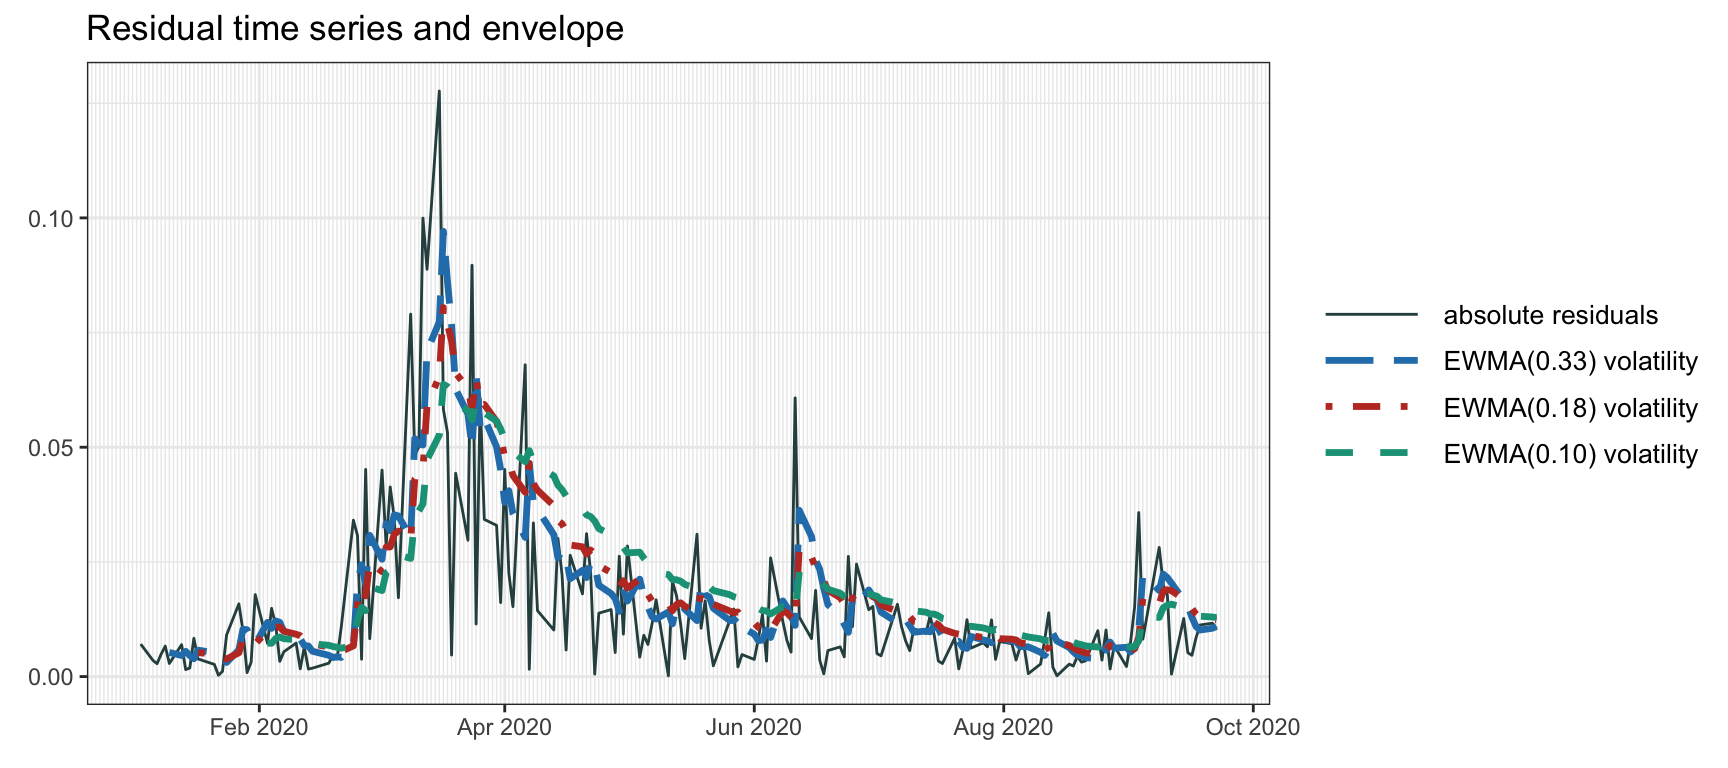 Residual time series and envelope
0.10
0.05
0.00
Feb 2020
Apr 2020
Jun 2020
Aug 2020
Oct 2020
absolute residuals
EWMA(0.33) volatility
EWMA(0.18) volatility
EWMA(0.10) volatility